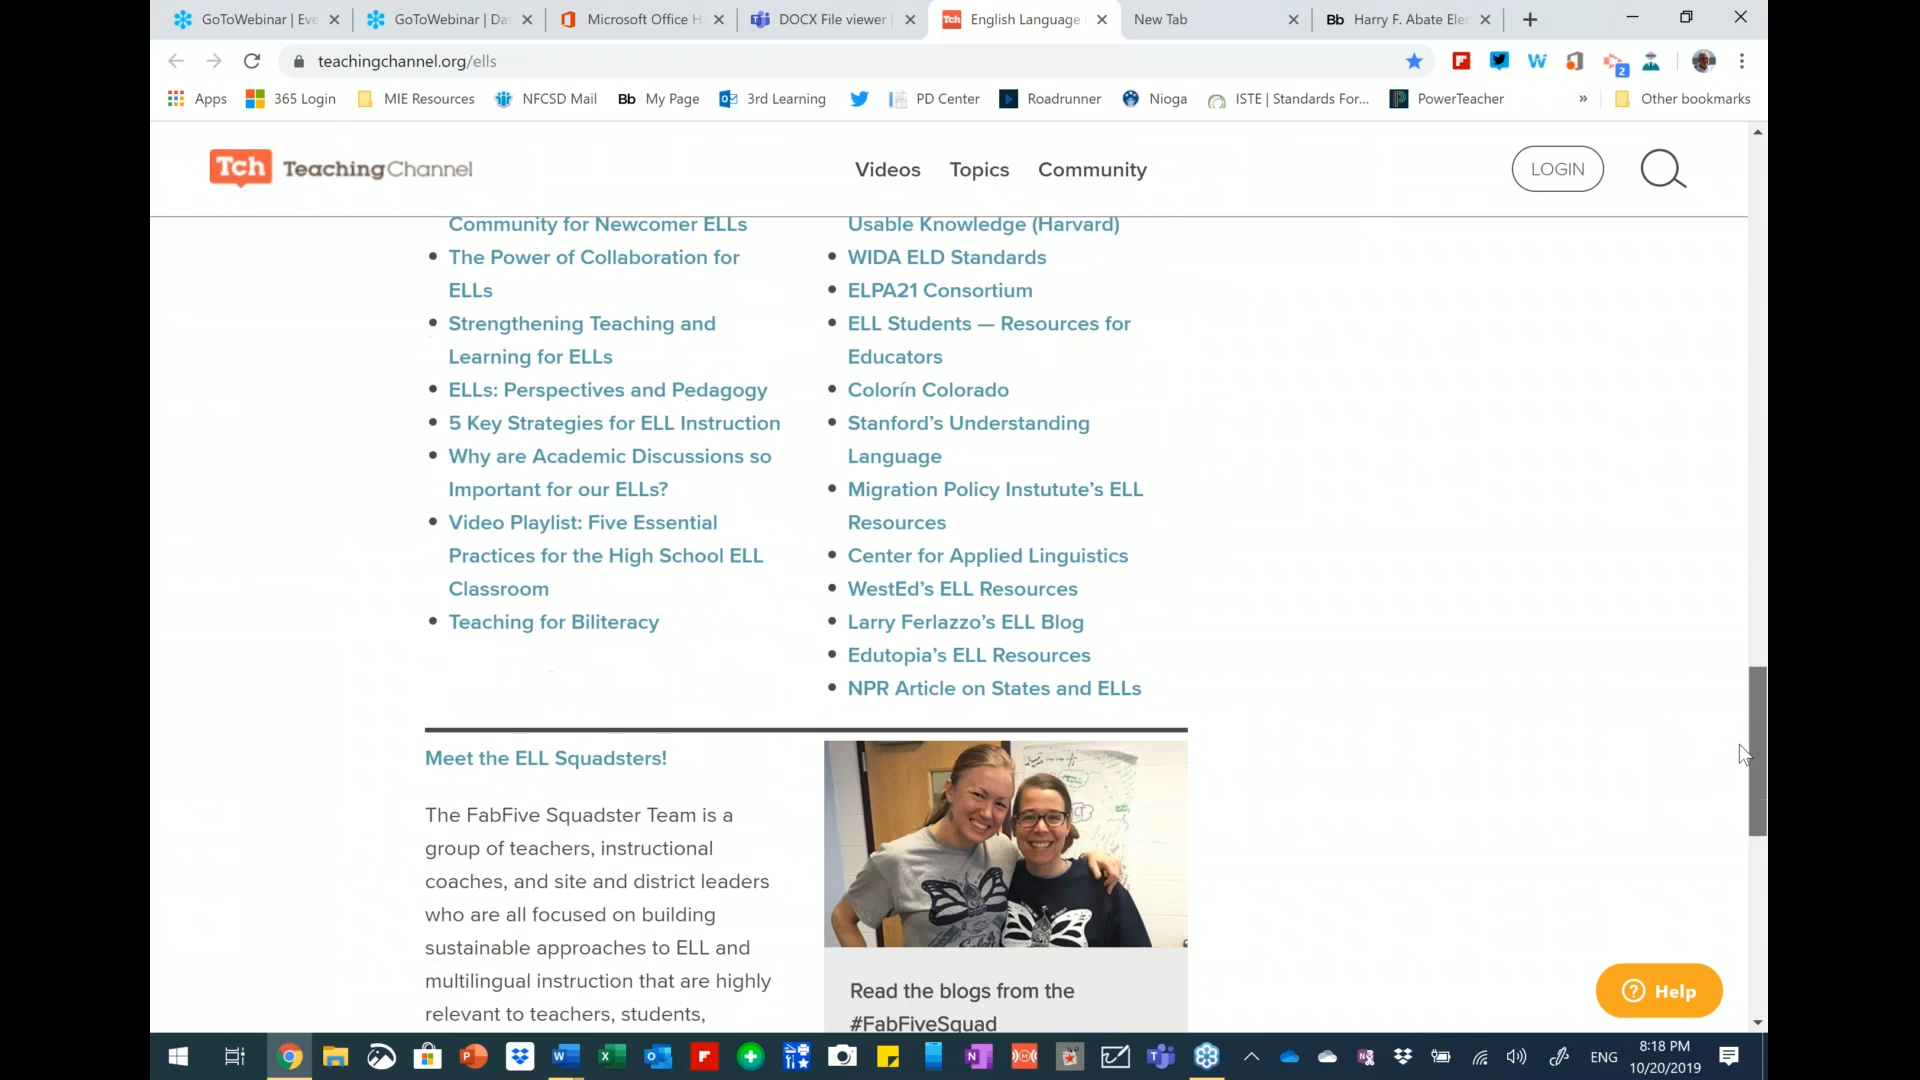 GoToWebinar | Eve
GoToWebinar | Da
Microsoft Office H
DOCX File viewer |
Tch English Language
New Tab
Bb Harry F. Abate Ele
teachingchannel.org/ells
2
Apps
365 Login
MIE Resources
NFCSD Mail
Bb My Page
3rd Learning
PD Center
Roadrunner
Nioga
ISTE | Standards For...
PowerTeacher
»
Other bookmarks
Tch TeachingChannel
Videos
Topics
Community
LOGIN
Community for Newcomer ELLs
The Power of Collaboration for
ELLs
Strengthening Teaching and
Learning for ELLs
ELLs: Perspectives and Pedagogy
5 Key Strategies for ELL Instruction
Why are Academic Discussions so
Important for our ELLs?
Video Playlist: Five Essential
Practices for the High School ELL
Classroom
Teaching for Biliteracy
Usable Knowledge (Harvard)
WIDA ELD Standards
ELPA21 Consortium
ELL Students — Resources for
Educators
Colorín Colorado
Stanford’s Understanding
Language
Migration Policy Instutute’s ELL
Resources
Center for Applied Linguistics
WestEd’s ELL Resources
Larry Ferlazzo’s ELL Blog
Edutopia’s ELL Resources
NPR Article on States and ELLs
Meet the ELL Squadsters!
The FabFive Squadster Team is a
group of teachers, instructional
coaches, and site and district leaders
who are all focused on building
sustainable approaches to ELL and
multilingual instruction that are highly
relevant to teachers, students,
Read the blogs from the
#FabFiveSquad
Help
ENG
8:18 PM
10/20/2019